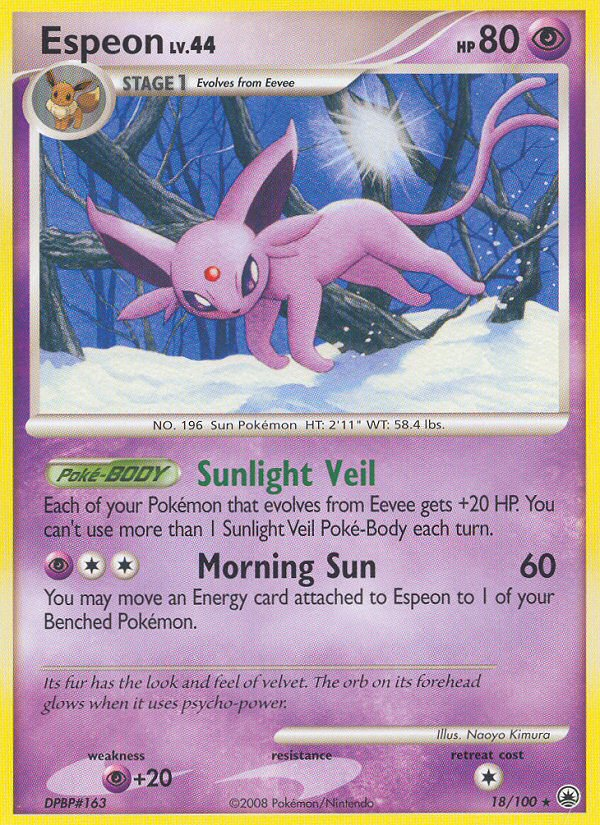 Espeon LV.44
HP 80
STAGE 1 Evolves from Eevee
NO. 196 Sun Pokémon HT: 2'11" WT: 58.4 lbs.
Poké-BODY Sunlight Veil
Each of your Pokémon that evolves from Eevee gets +20 HP. You
can't use more than 1 Sunlight Veil Poké-Body each turn.
Morning Sun 60
You may move an Energy card attached to Espeon to 1 of your
Benched Pokémon.
Its fur has the look and feel of velvet. The orb on its forehead
glows when it uses psycho-power.
Illus. Naoyo Kimura
weakness resistance retreat cost
+20
DPBP#163 ©2008 Pokémon/Nintendo 18/100 ★